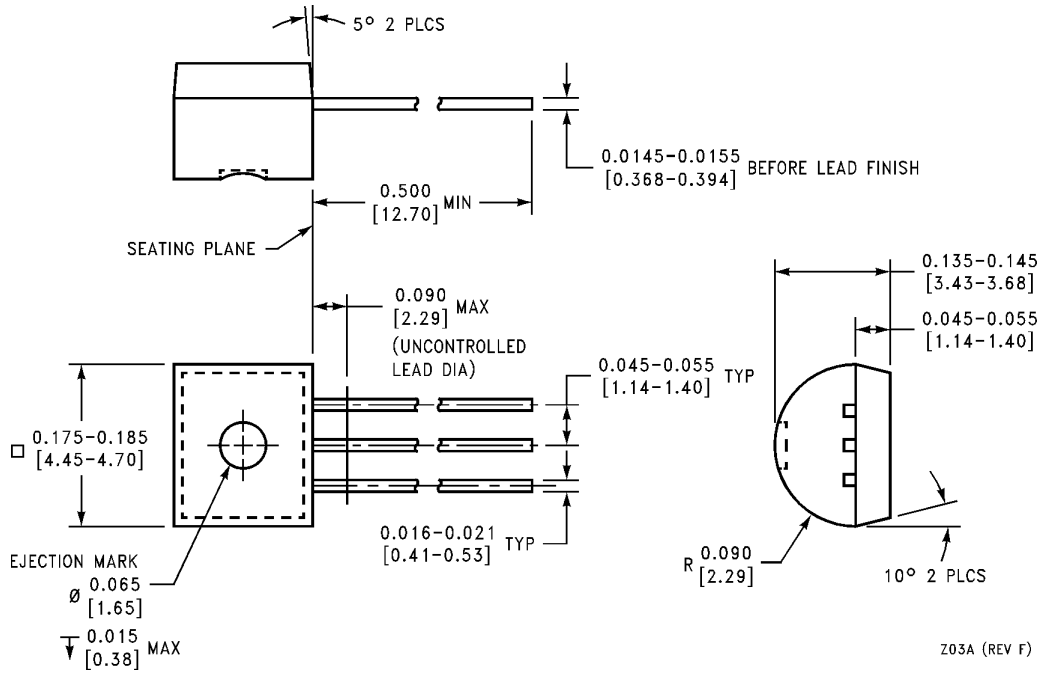 5° 2 PLCS
0.0145–0.0155
[0.368–0.394]
BEFORE LEAD FINISH
0.500
[12.70]
MIN
SEATING PLANE
0.090
[2.29]
MAX
(UNCONTROLLED
LEAD DIA)
0.135–0.145
[3.43–3.68]
0.045–0.055
[1.14–1.40]
0.045–0.055
[1.14–1.40]
TYP
□ 0.175–0.185
[4.45–4.70]
0.016–0.021
[0.41–0.53]
TYP
EJECTION MARK
Ø 0.065
[1.65]
↧ 0.015
[0.38]
MAX
R 0.090
[2.29]
10° 2 PLCS
Z03A (REV F)